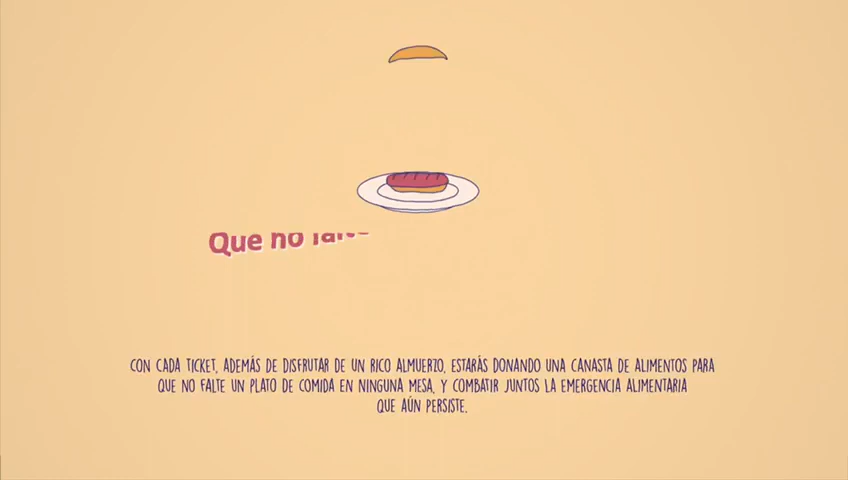 Que no falte
CON CADA TICKET, ADEMÁS DE DISFRUTAR DE UN RICO ALMUERZO, ESTARÁS DONANDO UNA CANASTA DE ALIMENTOS PARA
QUE NO FALTE UN PLATO DE COMIDA EN NINGUNA MESA, Y COMBATIR JUNTOS LA EMERGENCIA ALIMENTARIA
QUE AÚN PERSISTE.